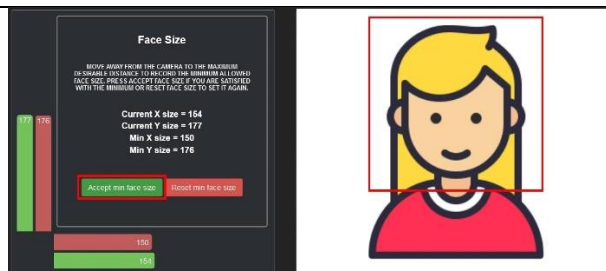 Face Size
MOVE AWAY FROM THE CAMERA TO THE MAXIMUM
DESIRABLE DISTANCE TO RECORD THE MINIMUM ALLOWED
FACE SIZE. PRESS ACCEPT FACE SIZE IF YOU ARE SATISFIED
WITH THE MINIMUM OR RESET FACE SIZE TO SET IT AGAIN.
Current X size = 154
Current Y size = 177
Min X size = 150
Min Y size = 176
177 176
Accept min face size Reset min face size
150
154